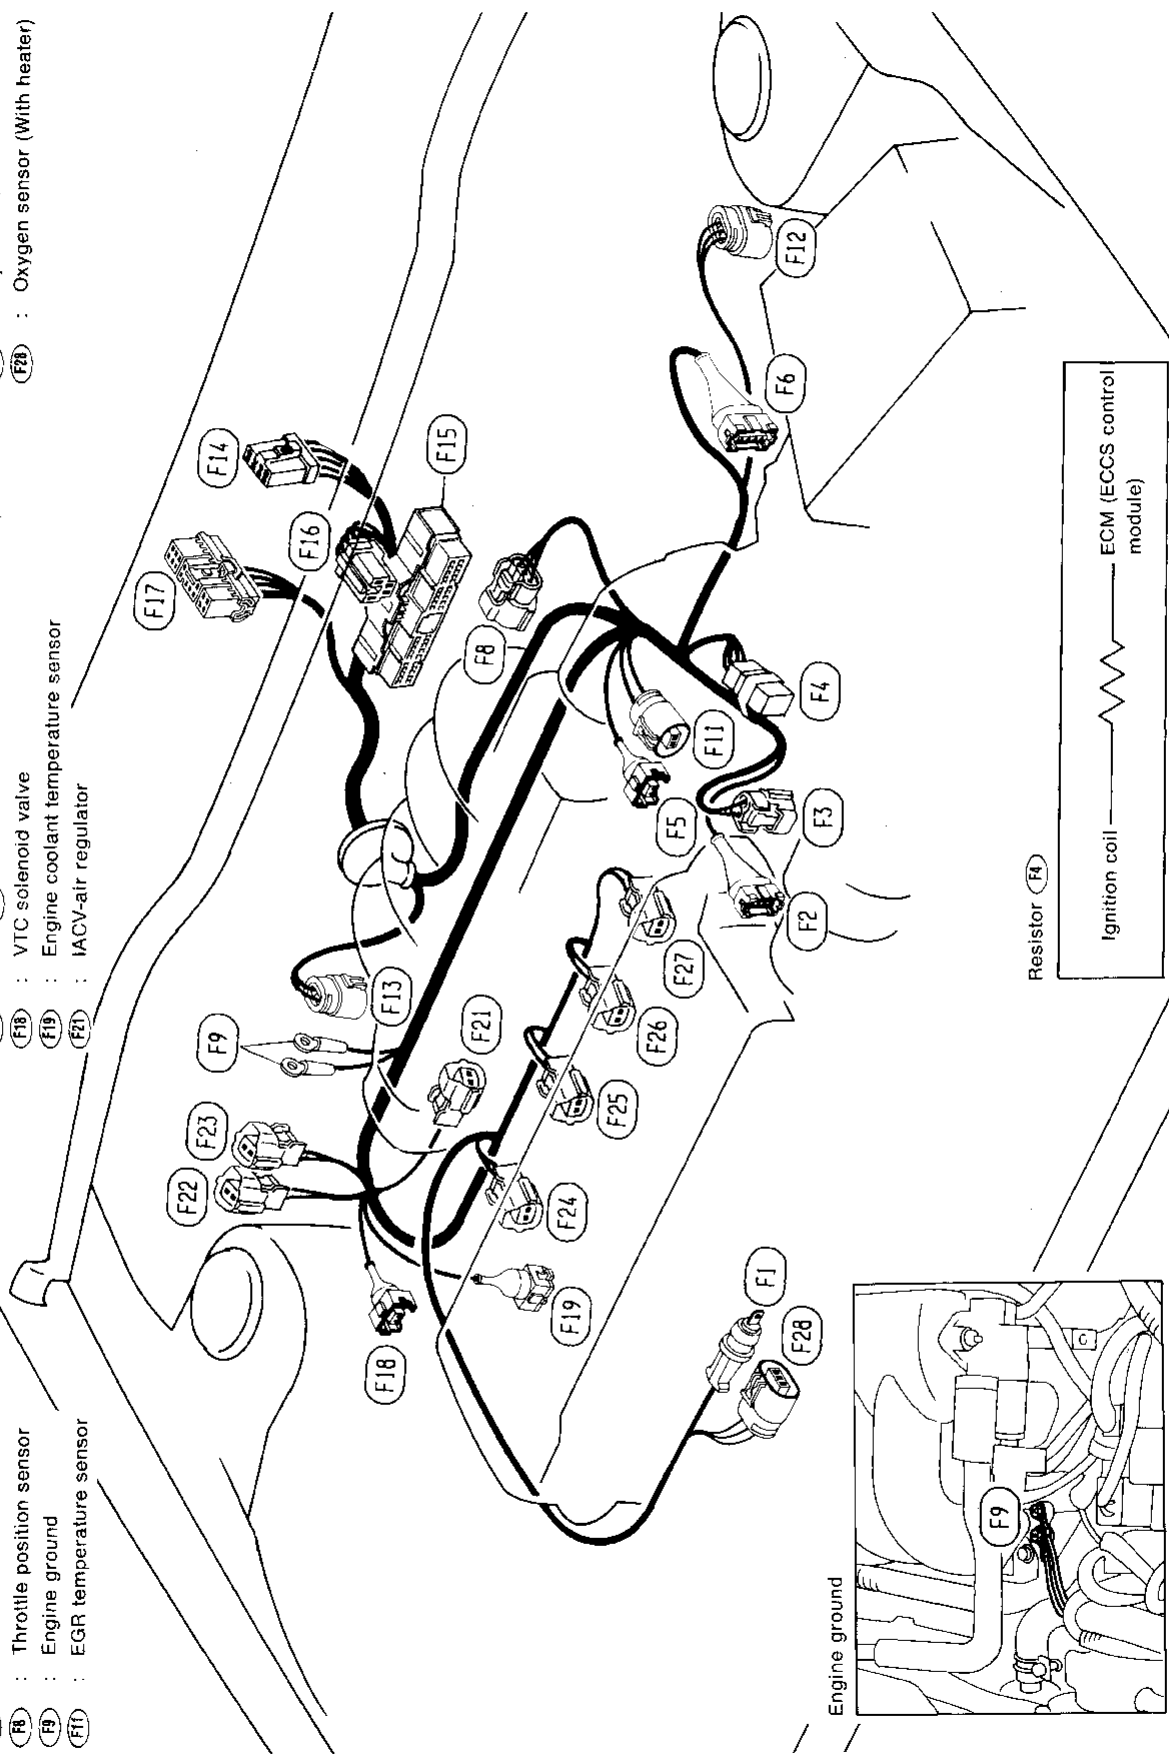 F8 : Throttle position sensor
F9 : Engine ground
F11 : EGR temperature sensor
F18 : VTC solenoid valve
F19 : Engine coolant temperature sensor
F21 : IACV-air regulator
F28 : Oxygen sensor (With heater)
F22
F23
F9
F13
F17
F16
F14
F15
F18
F19
F24
F21
F25
F26
F27
F8
F5
F11
F2
F3
F4
F6
F12
F1
F28
Engine ground
F9
Resistor F4
Ignition coil
ECM (ECCS control
module)